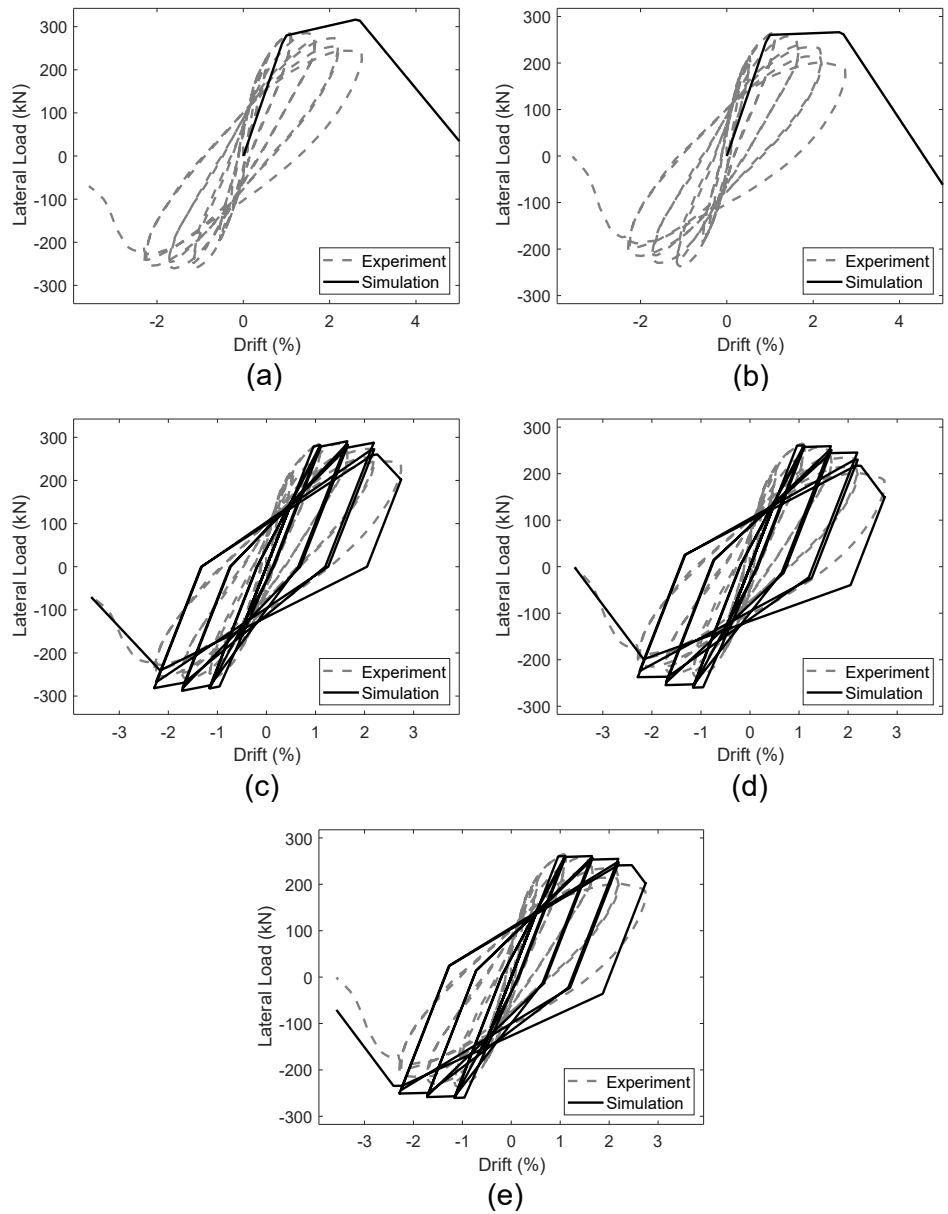 300
200
100
0
-100
-200
-300
Lateral Load (kN)
-2 0 2 4
Drift (%)
Experiment
Simulation
(a)
300
200
100
0
-100
-200
-300
Lateral Load (kN)
-2 0 2 4
Drift (%)
Experiment
Simulation
(b)
300
200
100
0
-100
-200
-300
Lateral Load (kN)
-3 -2 -1 0 1 2 3
Drift (%)
Experiment
Simulation
(c)
300
200
100
0
-100
-200
-300
Lateral Load (kN)
-3 -2 -1 0 1 2 3
Drift (%)
Experiment
Simulation
(d)
300
200
100
0
-100
-200
-300
Lateral Load (kN)
-3 -2 -1 0 1 2 3
Drift (%)
Experiment
Simulation
(e)